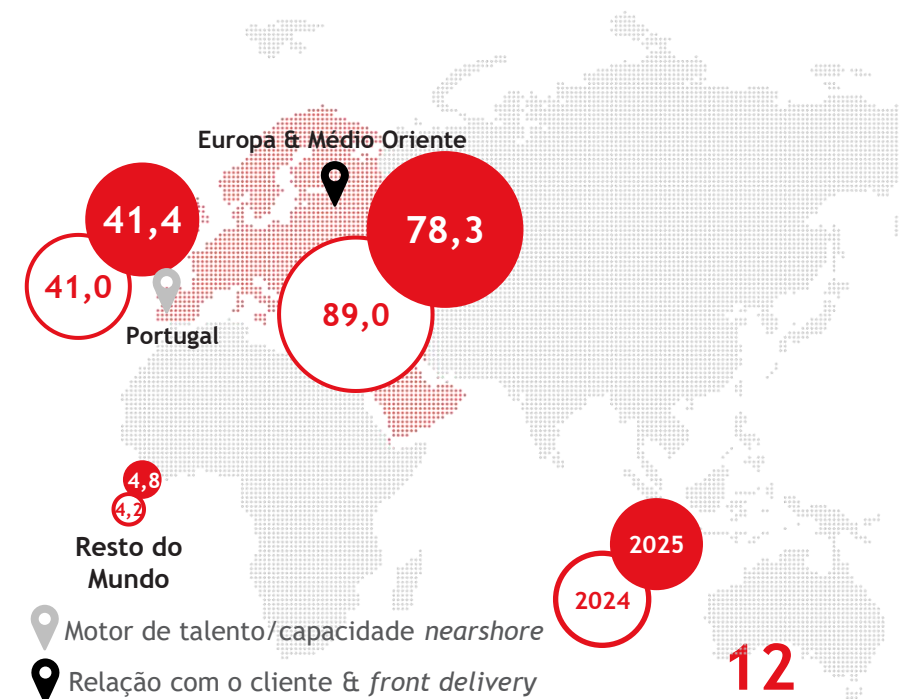 Europa & Médio Oriente
41,4
78,3
41,0
89,0
Portugal
4,8
4,2
Resto do
Mundo
2025
2024
Motor de talento/capacidade nearshore
Relação com o cliente & front delivery
12